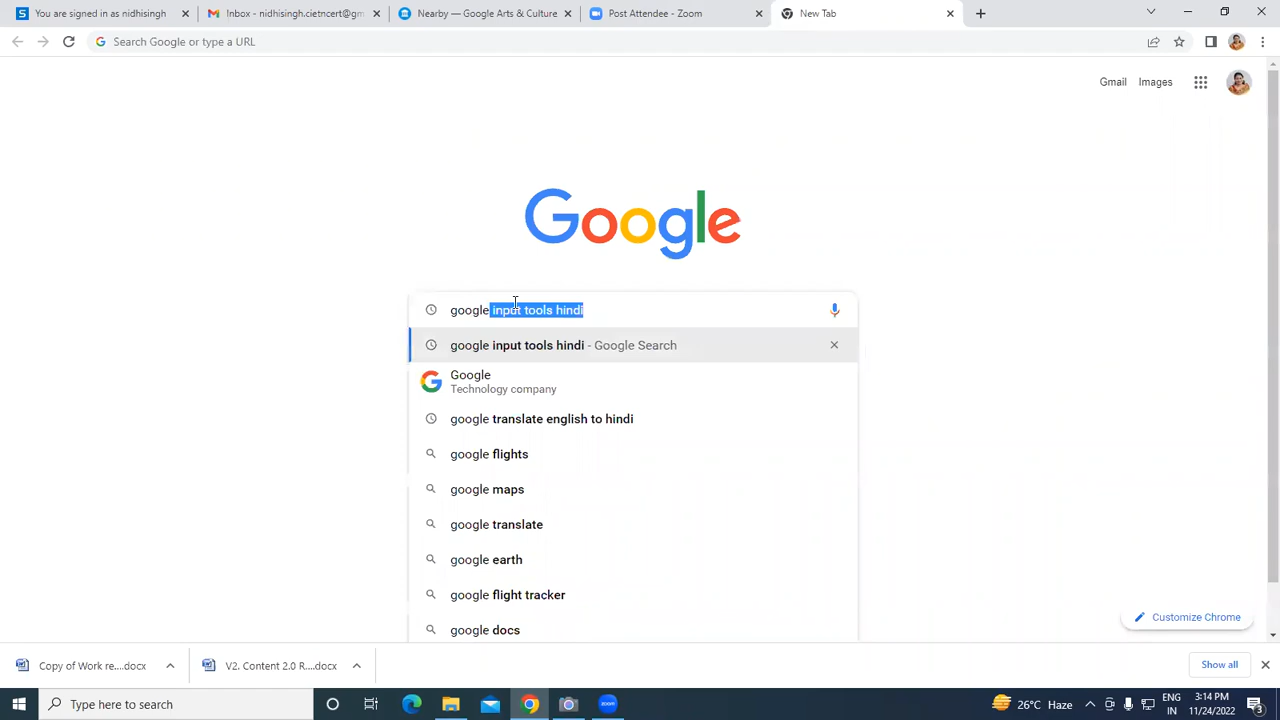 You are signed in as nidhisingh
Inbox - nidhisingh.cietncert@gm
Nearby — Google Arts & Culture
Post Attendee - Zoom
New Tab
Search Google or type a URL
Gmail
Images
Google
google input tools hindi
google input tools hindi - Google Search
Google
Technology company
google translate english to hindi
google flights
google maps
google translate
google earth
google flight tracker
google docs
Customize Chrome
Copy of Work re....docx
V2. Content 2.0 R....docx
Show all
Type here to search
zoom
26°C Haze
ENG
IN
3:14 PM
11/24/2022
3